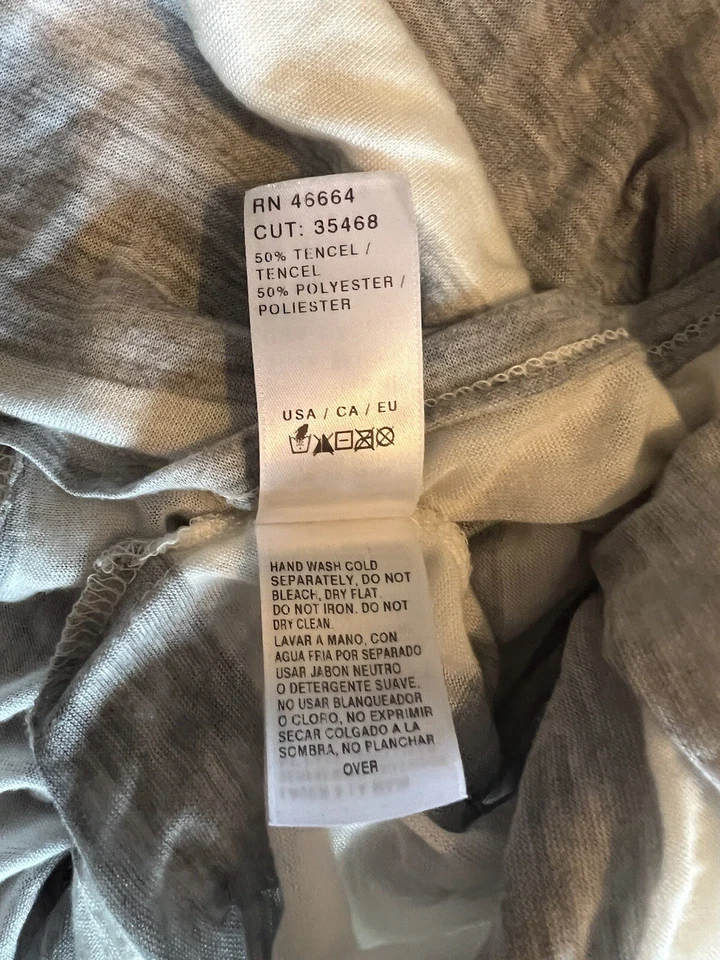 RN 46664
CUT: 35468
50% TENCEL /
TENCEL
50% POLYESTER /
POLIESTER
USA / CA / EU
HAND WASH COLD
SEPARATELY, DO NOT
BLEACH, DRY FLAT.
DO NOT IRON. DO NOT
DRY CLEAN.
LAVAR A MANO, CON
AGUA FRIA POR SEPARADO
USAR JABON NEUTRO
O DETERGENTE SUAVE.
NO USAR BLANQUEADOR
O CLORO, NO EXPRIMIR
SECAR COLGADO A LA
SOMBRA, NO PLANCHAR
OVER